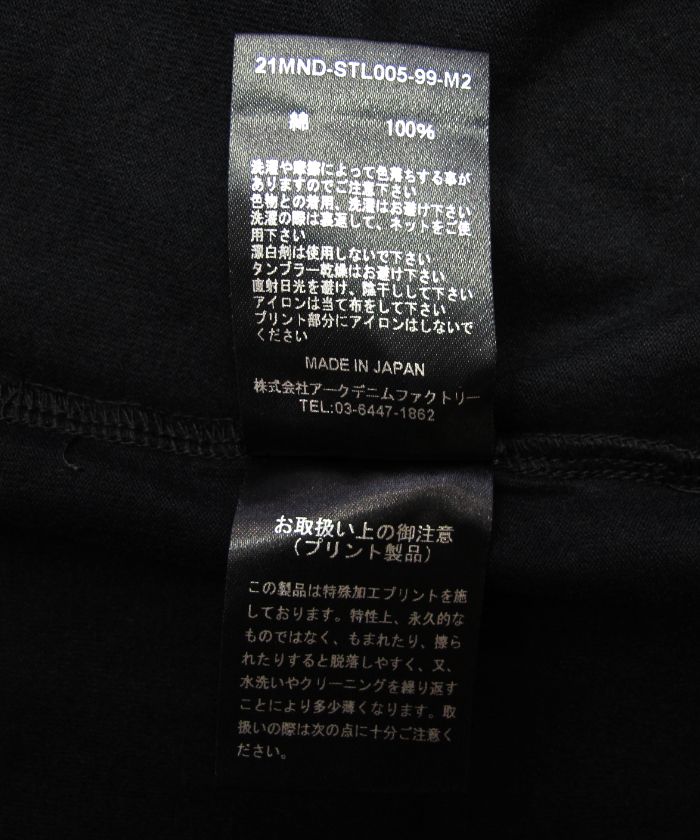 21MND-STL005-99-M2
綿 100%
洗濯や摩擦によって色落ちする事が
ありますのでご注意下さい
色物との着用、洗濯はお避け下さい
洗濯の際は裏返して、ネットをご使
用下さい
漂白剤は使用しないで下さい
タンブラー乾燥はお避け下さい
直射日光を避け、陰干しして下さい
アイロンは当て布をして下さい
プリント部分にアイロンはしないで
ください
MADE IN JAPAN
株式会社アークデニムファクトリー
TEL:03-6447-1862
お取扱い上の御注意
(プリント製品)
この製品は特殊加工プリントを施
しております。特性上、永久的な
ものではなく、もまれたり、擦ら
れたりすると脱落しやすく、又、
水洗いやクリーニングを繰り返す
ことにより多少薄くなります。取
扱いの際は次の点に十分ご注意く
ださい。